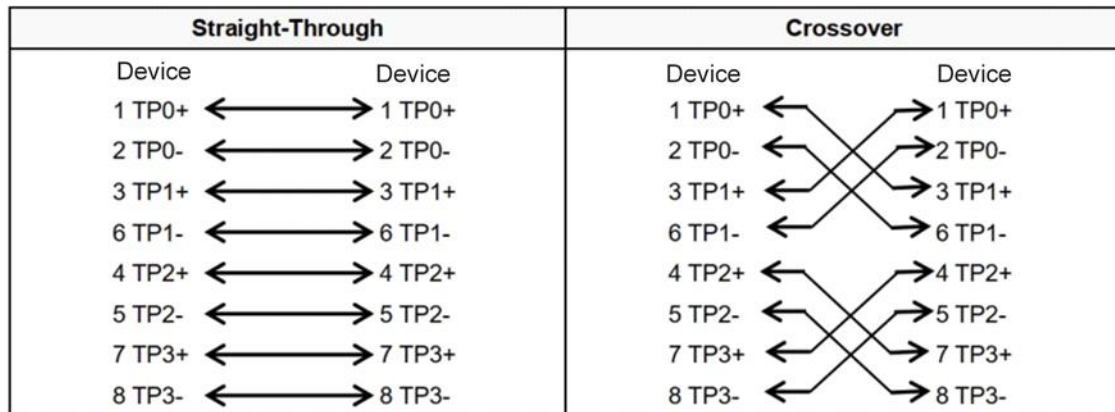 Straight-Through Crossover
Device Device Device Device
1 TP0+ 1 TP0+ 1 TP0+ 1 TP0+
2 TP0- 2 TP0- 2 TP0- 2 TP0-
3 TP1+ 3 TP1+ 3 TP1+ 3 TP1+
6 TP1- 6 TP1- 6 TP1- 6 TP1-
4 TP2+ 4 TP2+ 4 TP2+ 4 TP2+
5 TP2- 5 TP2- 5 TP2- 5 TP2-
7 TP3+ 7 TP3+ 7 TP3+ 7 TP3+
8 TP3- 8 TP3- 8 TP3- 8 TP3-